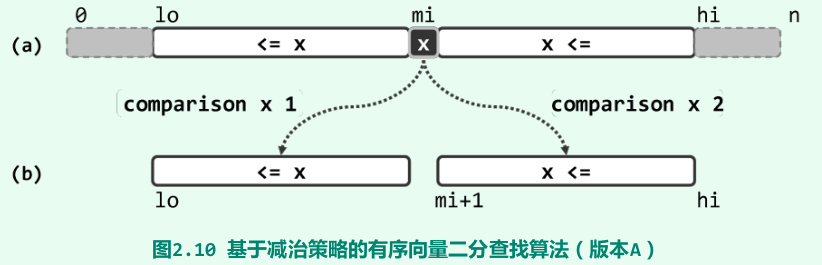 0 lo mi hi n
(a) <= x x x <=
comparison x 1 comparison x 2
(b) <= x x <=
lo mi+1 hi
图2.10 基于减治策略的有序向量二分查找算法（版本A）